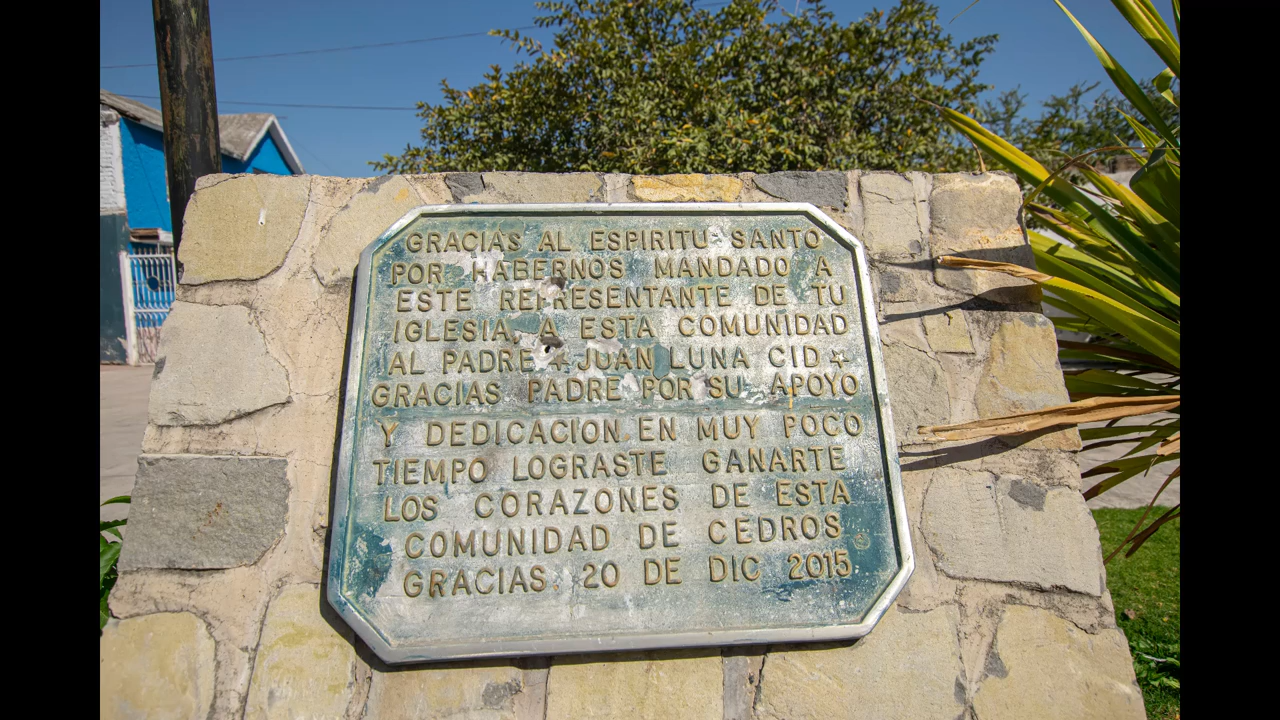 GRACIAS AL ESPIRITU SANTO
POR HABERNOS MANDADO A
ESTE REPRESENTANTE DE TU
IGLESIA A ESTA COMUNIDAD
AL PADRE ★ JUAN LUNA CID ★
GRACIAS PADRE POR SU APOYO
Y DEDICACION EN MUY POCO
TIEMPO LOGRASTE GANARTE
LOS CORAZONES DE ESTA
COMUNIDAD DE CEDROS
GRACIAS. 20 DE DIC 2015